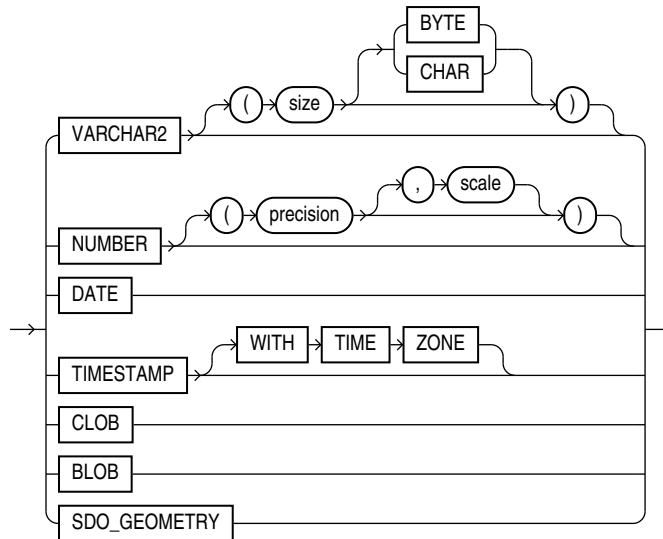 BYTE
CHAR
( size )
VARCHAR2
, scale
( precision )
NUMBER
DATE
WITH TIME ZONE
TIMESTAMP
CLOB
BLOB
SDO_GEOMETRY